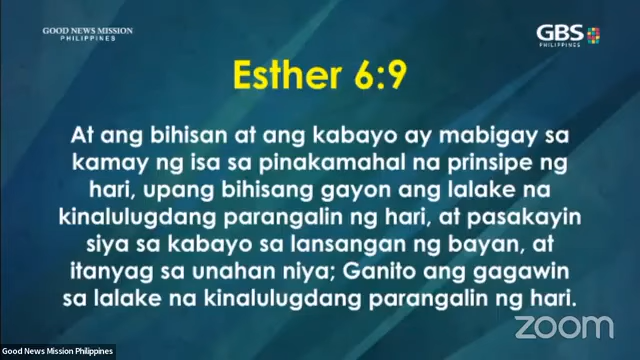 GOOD NEWS MISSION
PHILIPPINES
GBS
PHILIPPINES
Esther 6:9
At ang bihisan at ang kabayo ay mabigay sa
kamay ng isa sa pinakamahal na prinsipe ng
hari, upang bihisang gayon ang lalake na
kinalulugdang parangalin ng hari, at pasakayin
siya sa kabayo sa lansangan ng bayan, at
itanyag sa unahan niya; Ganito ang gagawin
sa lalake na kinalulugdang parangalin ng hari.
zoom
Good News Mission Philippines